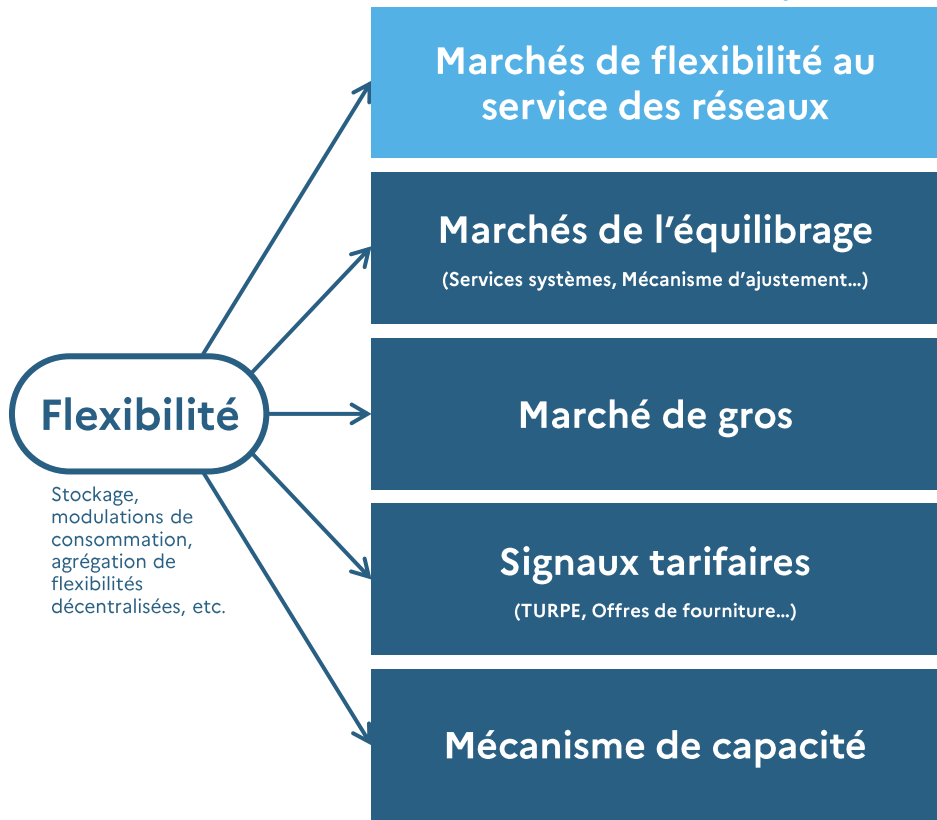 Marchés de flexibilité au
service des réseaux
Marchés de l’équilibrage
(Services systèmes, Mécanisme d’ajustement…)
Marché de gros
Flexibilité
Stockage,
modulations de
consommation,
agrégation de
flexibilités
décentralisées, etc.
Signaux tarifaires
(TURPE, Offres de fourniture…)
Mécanisme de capacité